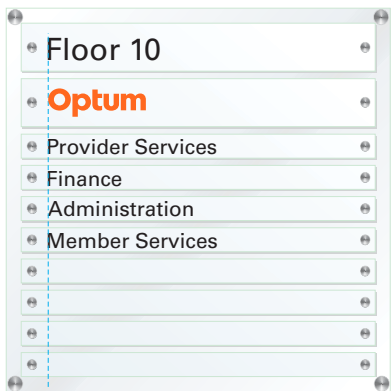 Floor 10
Optum
Provider Services
Finance
Administration
Member Services